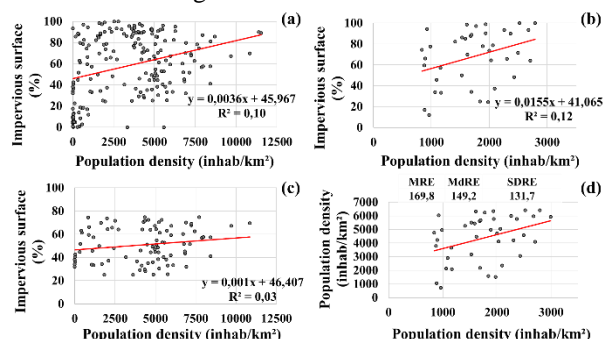 (a)
Impervious surface
(%)
100
80
60
40
20
0
y = 0,0036x + 45,967
R² = 0,10
0 2500 5000 7500 10000 12500
Population density (inhab/km²)
(b)
Impervious surface
(%)
100
80
60
40
20
0
y = 0,0155x + 41,065
R² = 0,12
0 1000 2000 3000
Population density (inhab/km²)
(c)
Impervious surface
(%)
100
80
60
40
20
0
y = 0,001x + 46,407
R² = 0,03
0 2500 5000 7500 10000 12500
Population density (inhab/km²)
(d)
MRE MdRE SDRE
169,8 149,2 131,7
Population density
(inhab/km²)
7000
6000
5000
4000
3000
2000
1000
0
0 1000 2000 3000
Population density (inhab/km²)